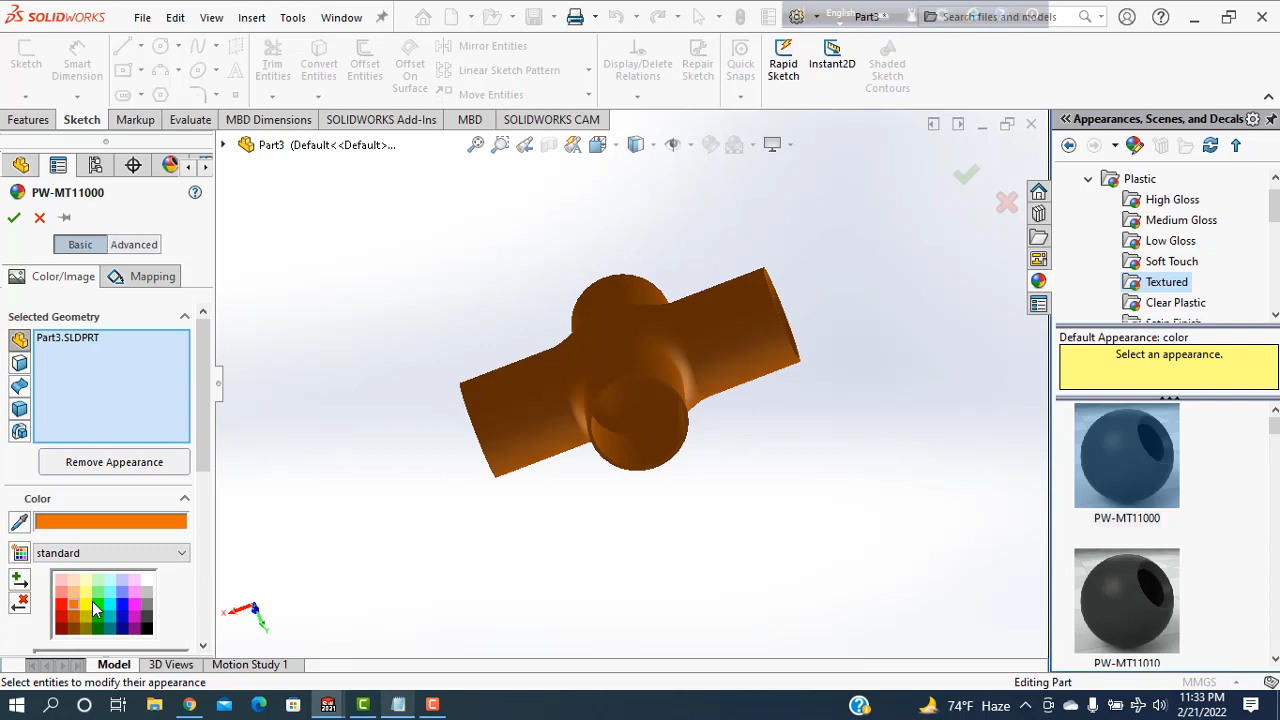 SOLIDWORKS File Edit View Insert Tools Window English Part3 Search files and models
Sketch Smart Dimension Trim Entities Convert Entities Offset Entities Offset On Surface Mirror Entities Linear Sketch Pattern Move Entities Display/Delete Relations Repair Sketch Quick Snaps Rapid Sketch Instant2D Shaded Sketch Contours
Features Sketch Markup Evaluate MBD Dimensions SOLIDWORKS Add-Ins MBD SOLIDWORKS CAM
Appearances, Scenes, and Decals
Part3 (Default<<Default>...
PW-MT11000
Basic Advanced
Color/Image Mapping
Selected Geometry
Part3.SLDPRT
Remove Appearance
Color
standard
Plastic
High Gloss
Medium Gloss
Low Gloss
Soft Touch
Textured
Clear Plastic
Default Appearance: color
Select an appearance.
PW-MT11000
PW-MT11010
X
Y
Model 3D Views Motion Study 1
Select entities to modify their appearance Editing Part MMGS
74°F Haze 11:33 PM
2/21/2022